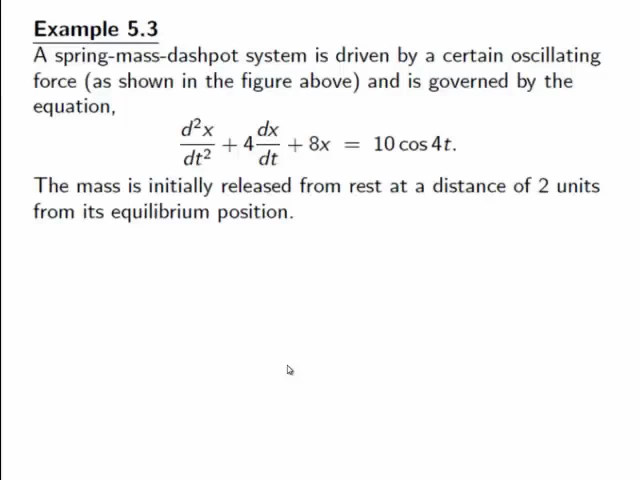 Example 5.3
A spring-mass-dashpot system is driven by a certain oscillating
force (as shown in the figure above) and is governed by the
equation,
d²x/dt² + 4 dx/dt + 8x = 10 cos 4t.
The mass is initially released from rest at a distance of 2 units
from its equilibrium position.